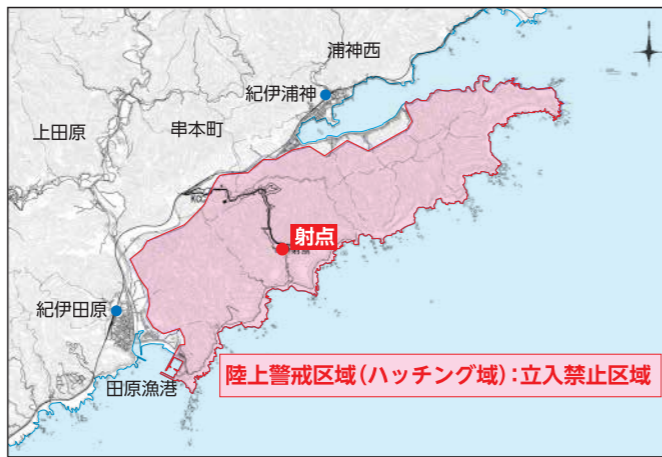 浦神西
紀伊浦神
上田原
串本町
射点
紀伊田原
田原漁港
陸上警戒区域(ハッチング域):立入禁止区域